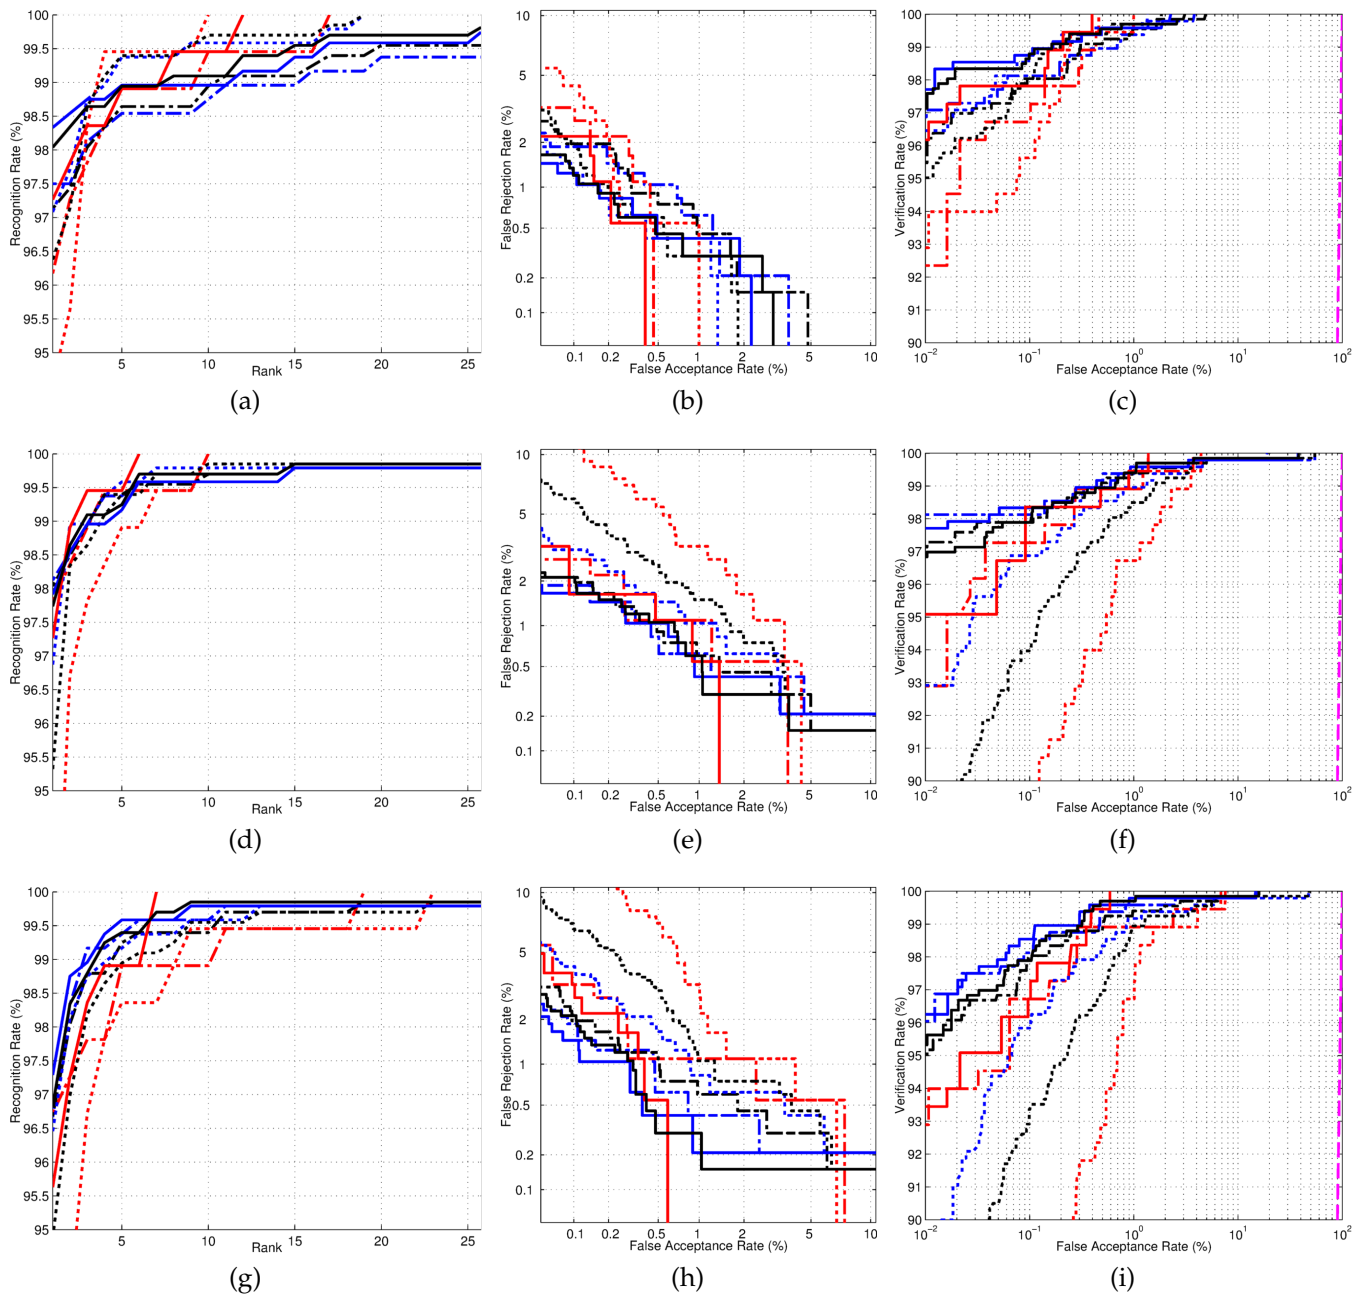 100
99.5
99
98.5
98
97.5
97
96.5
96
95.5
95
5 10 15 20 25
Rank
Recognition Rate (%)
(a)
10
5
2
1
0.5
0.2
0.1
0.1 0.2 0.5 1 2 5 10
False Acceptance Rate (%)
False Rejection Rate (%)
(b)
100
99
98
97
96
95
94
93
92
91
90
10^-2 10^-1 10^0 10^1 10^2
False Acceptance Rate (%)
Verification Rate (%)
(c)
100
99.5
99
98.5
98
97.5
97
96.5
96
95.5
95
5 10 15 20 25
Rank
Recognition Rate (%)
(d)
10
5
2
1
0.5
0.2
0.1
0.1 0.2 0.5 1 2 5 10
False Acceptance Rate (%)
False Rejection Rate (%)
(e)
100
99
98
97
96
95
94
93
92
91
90
10^-2 10^-1 10^0 10^1 10^2
False Acceptance Rate (%)
Verification Rate (%)
(f)
100
99.5
99
98.5
98
97.5
97
96.5
96
95.5
95
5 10 15 20 25
Rank
Recognition Rate (%)
(g)
10
5
2
1
0.5
0.2
0.1
0.1 0.2 0.5 1 2 5 10
False Acceptance Rate (%)
False Rejection Rate (%)
(h)
100
99
98
97
96
95
94
93
92
91
90
10^-2 10^-1 10^0 10^1 10^2
False Acceptance Rate (%)
Verification Rate (%)
(i)